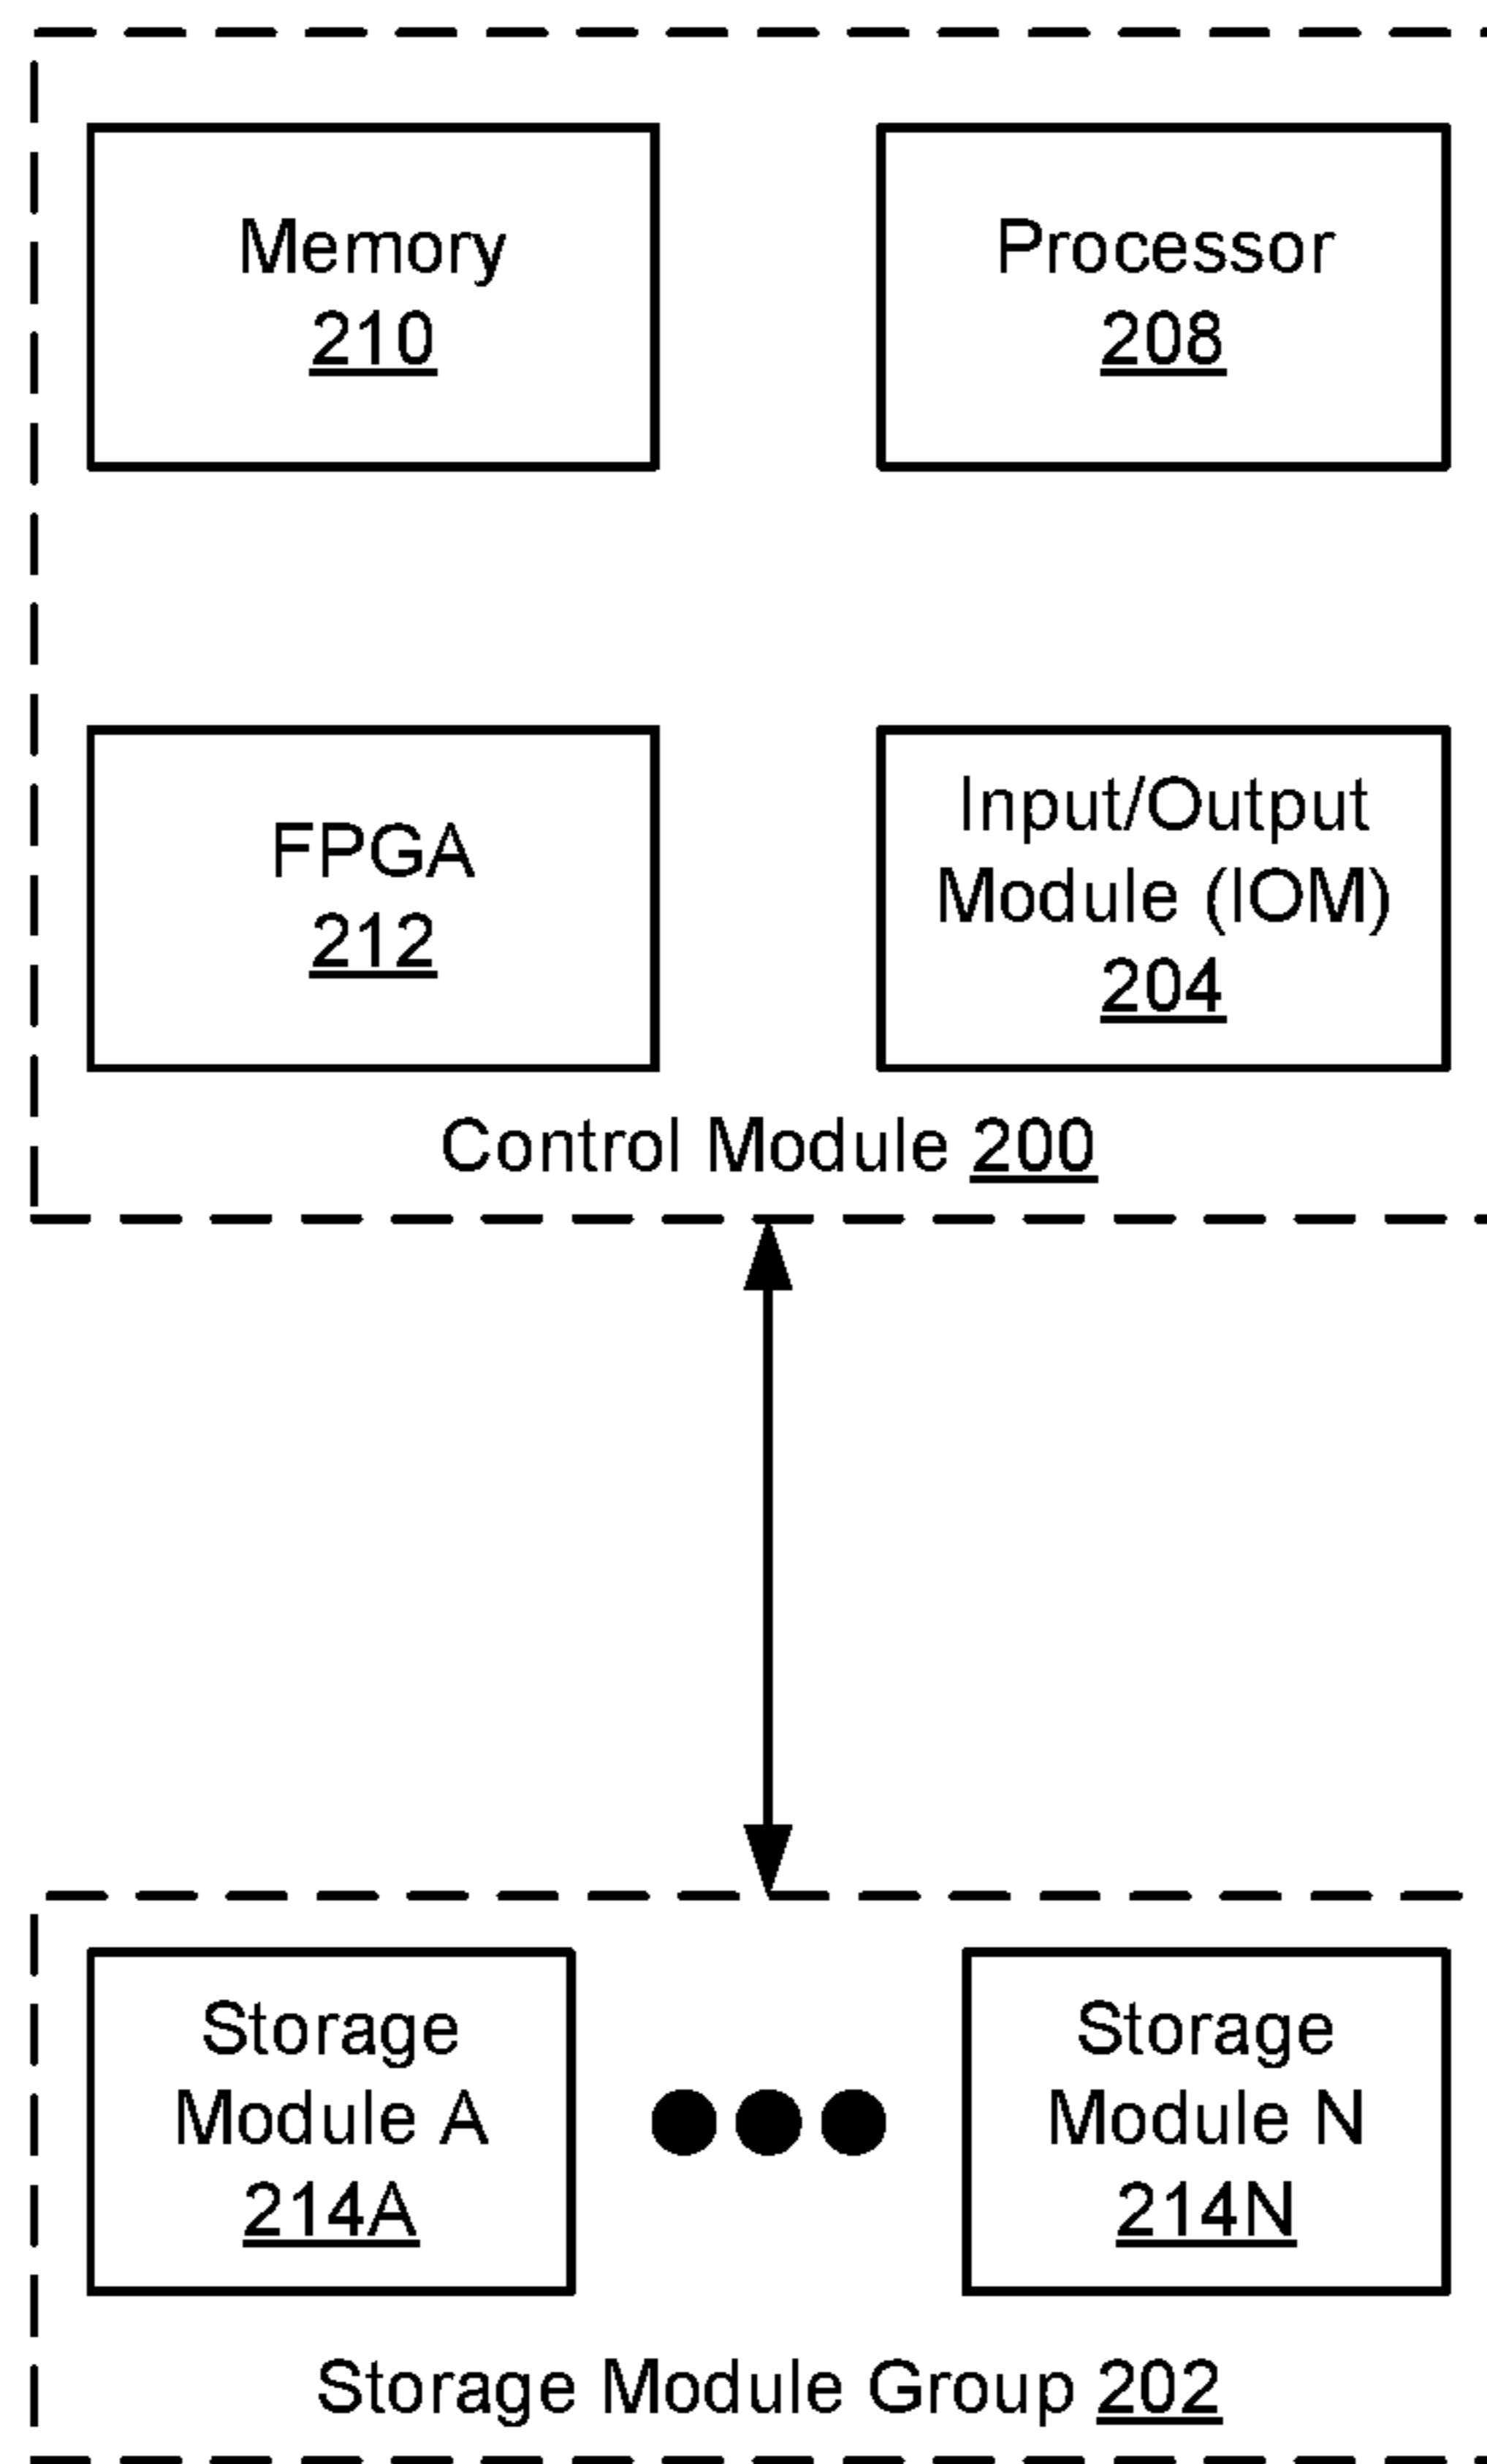 Memory
210
Processor
208
FPGA
212
Input/Output
Module (IOM)
204
Control Module 200
Storage
Module A
214A
Storage
Module N
214N
Storage Module Group 202